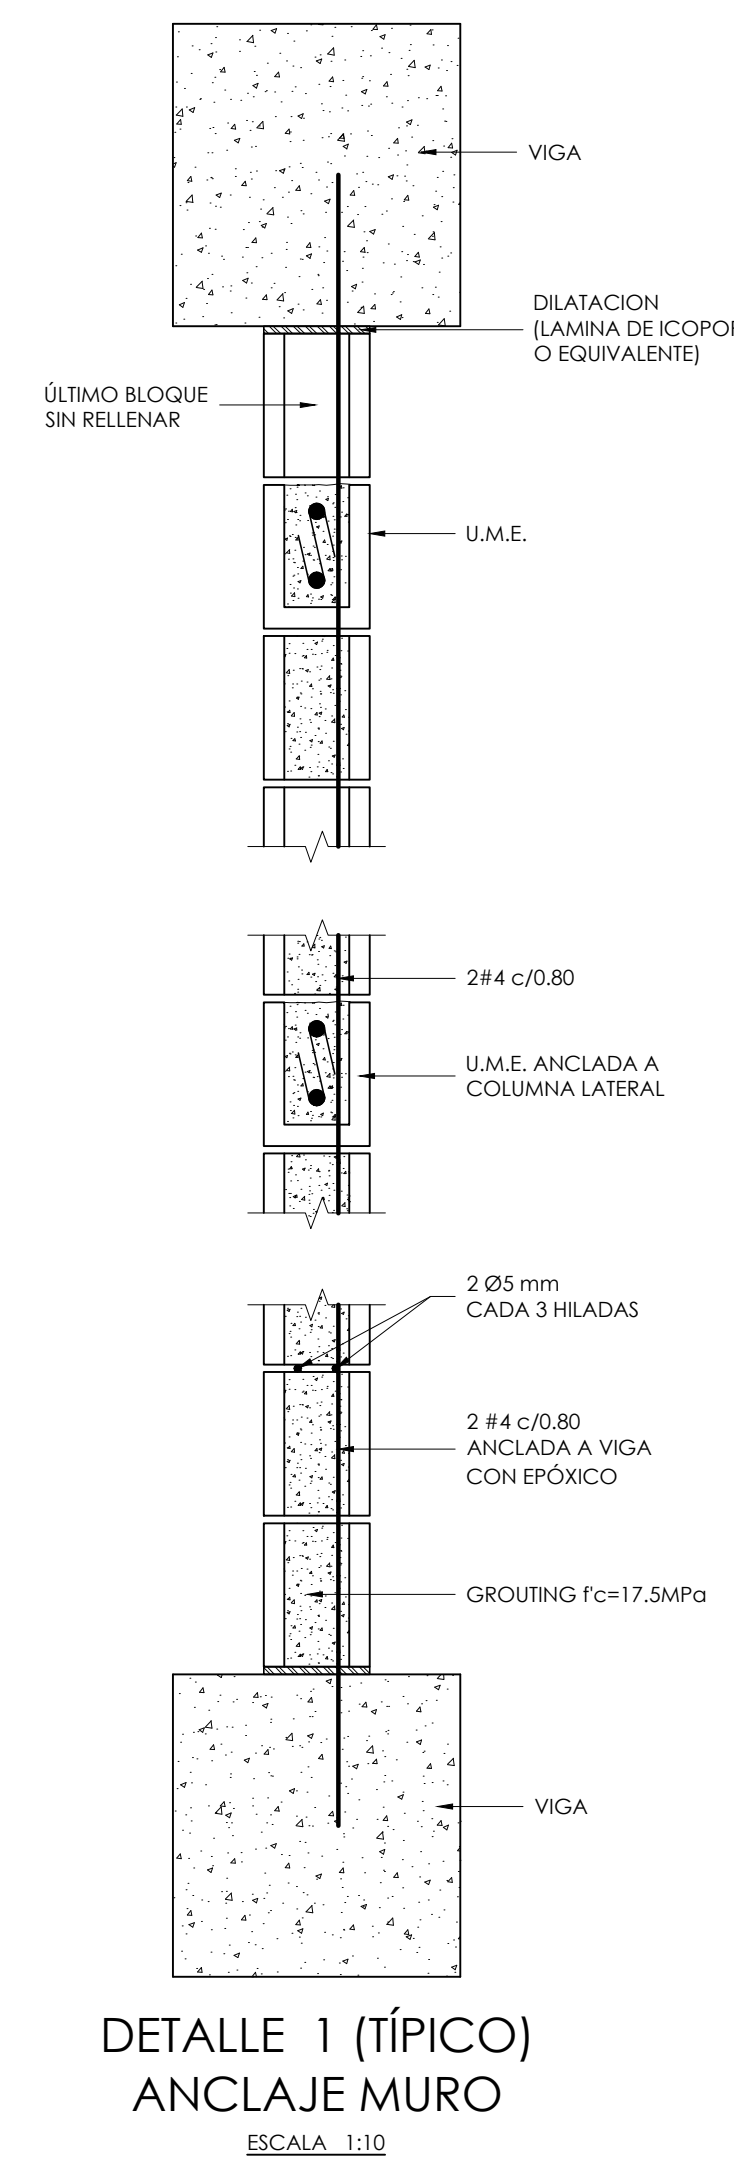 VIGA
DILATACION
(LAMINA DE ICOPOR
O EQUIVALENTE)
ÚLTIMO BLOQUE
SIN RELLENAR
U.M.E.
2#4 c/0.80
U.M.E. ANCLADA A
COLUMNA LATERAL
2 Ø5 mm
CADA 3 HILADAS
2 #4 c/0.80
ANCLADA A VIGA
CON EPÓXICO
GROUTING f'c=17.5MPa
VIGA
DETALLE 1 (TÍPICO)
ANCLAJE MURO
ESCALA 1:10